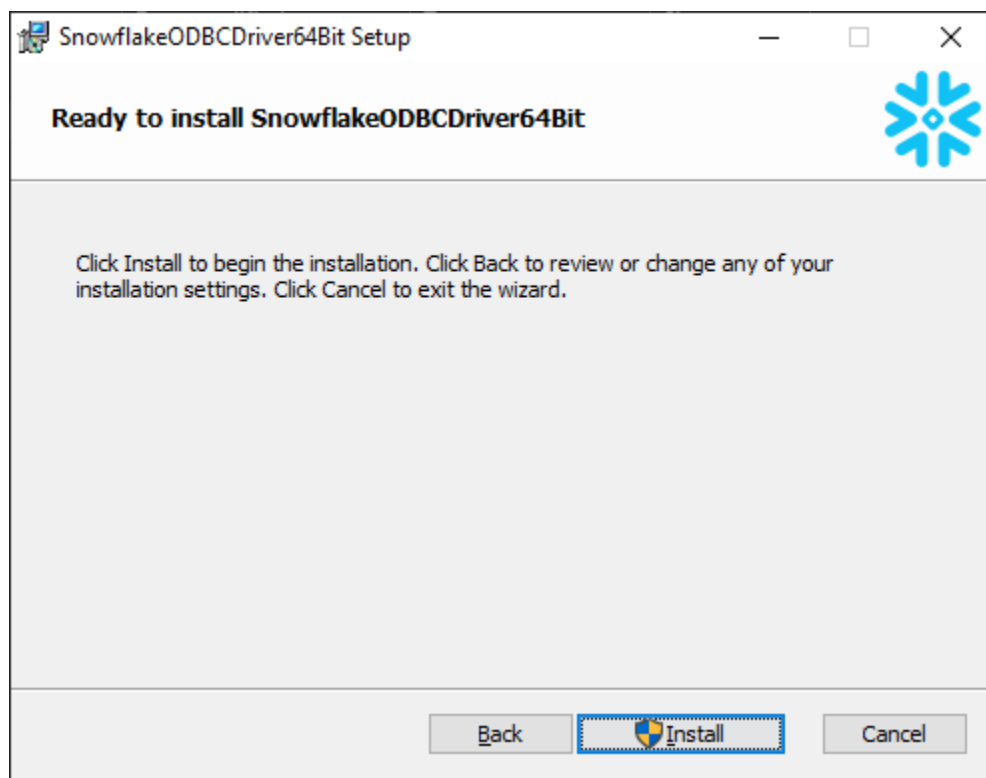 SnowflakeODBCDriver64Bit Setup
Ready to install SnowflakeODBCDriver64Bit
Click Install to begin the installation. Click Back to review or change any of your
installation settings. Click Cancel to exit the wizard.
Back Install Cancel